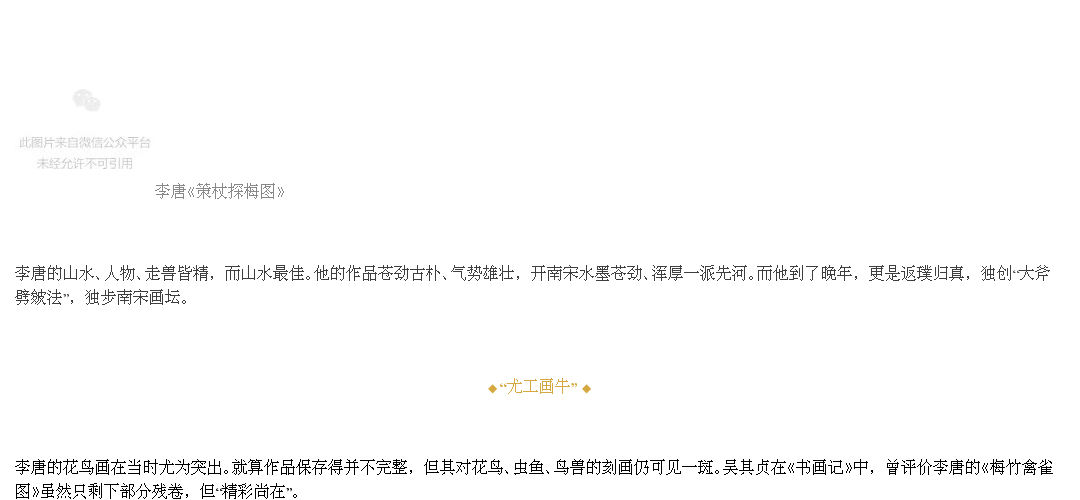 此图片来自微信公众平台
未经允许不可引用
李唐《策杖探梅图》
李唐的山水、人物、走兽皆精，而山水最佳。他的作品苍劲古朴、气势雄壮，开南宋水墨苍劲、浑厚一派先河。而他到了晚年，更是返璞归真，独创“大斧
劈皴法”，独步南宋画坛。
◆“尤工画牛” ◆
李唐的花鸟画在当时尤为突出。就算作品保存得并不完整，但其对花鸟、虫鱼、鸟兽的刻画仍可见一斑。吴其贞在《书画记》中，曾评价李唐的《梅竹禽雀
图》虽然只剩下部分残卷，但“精彩尚在”。